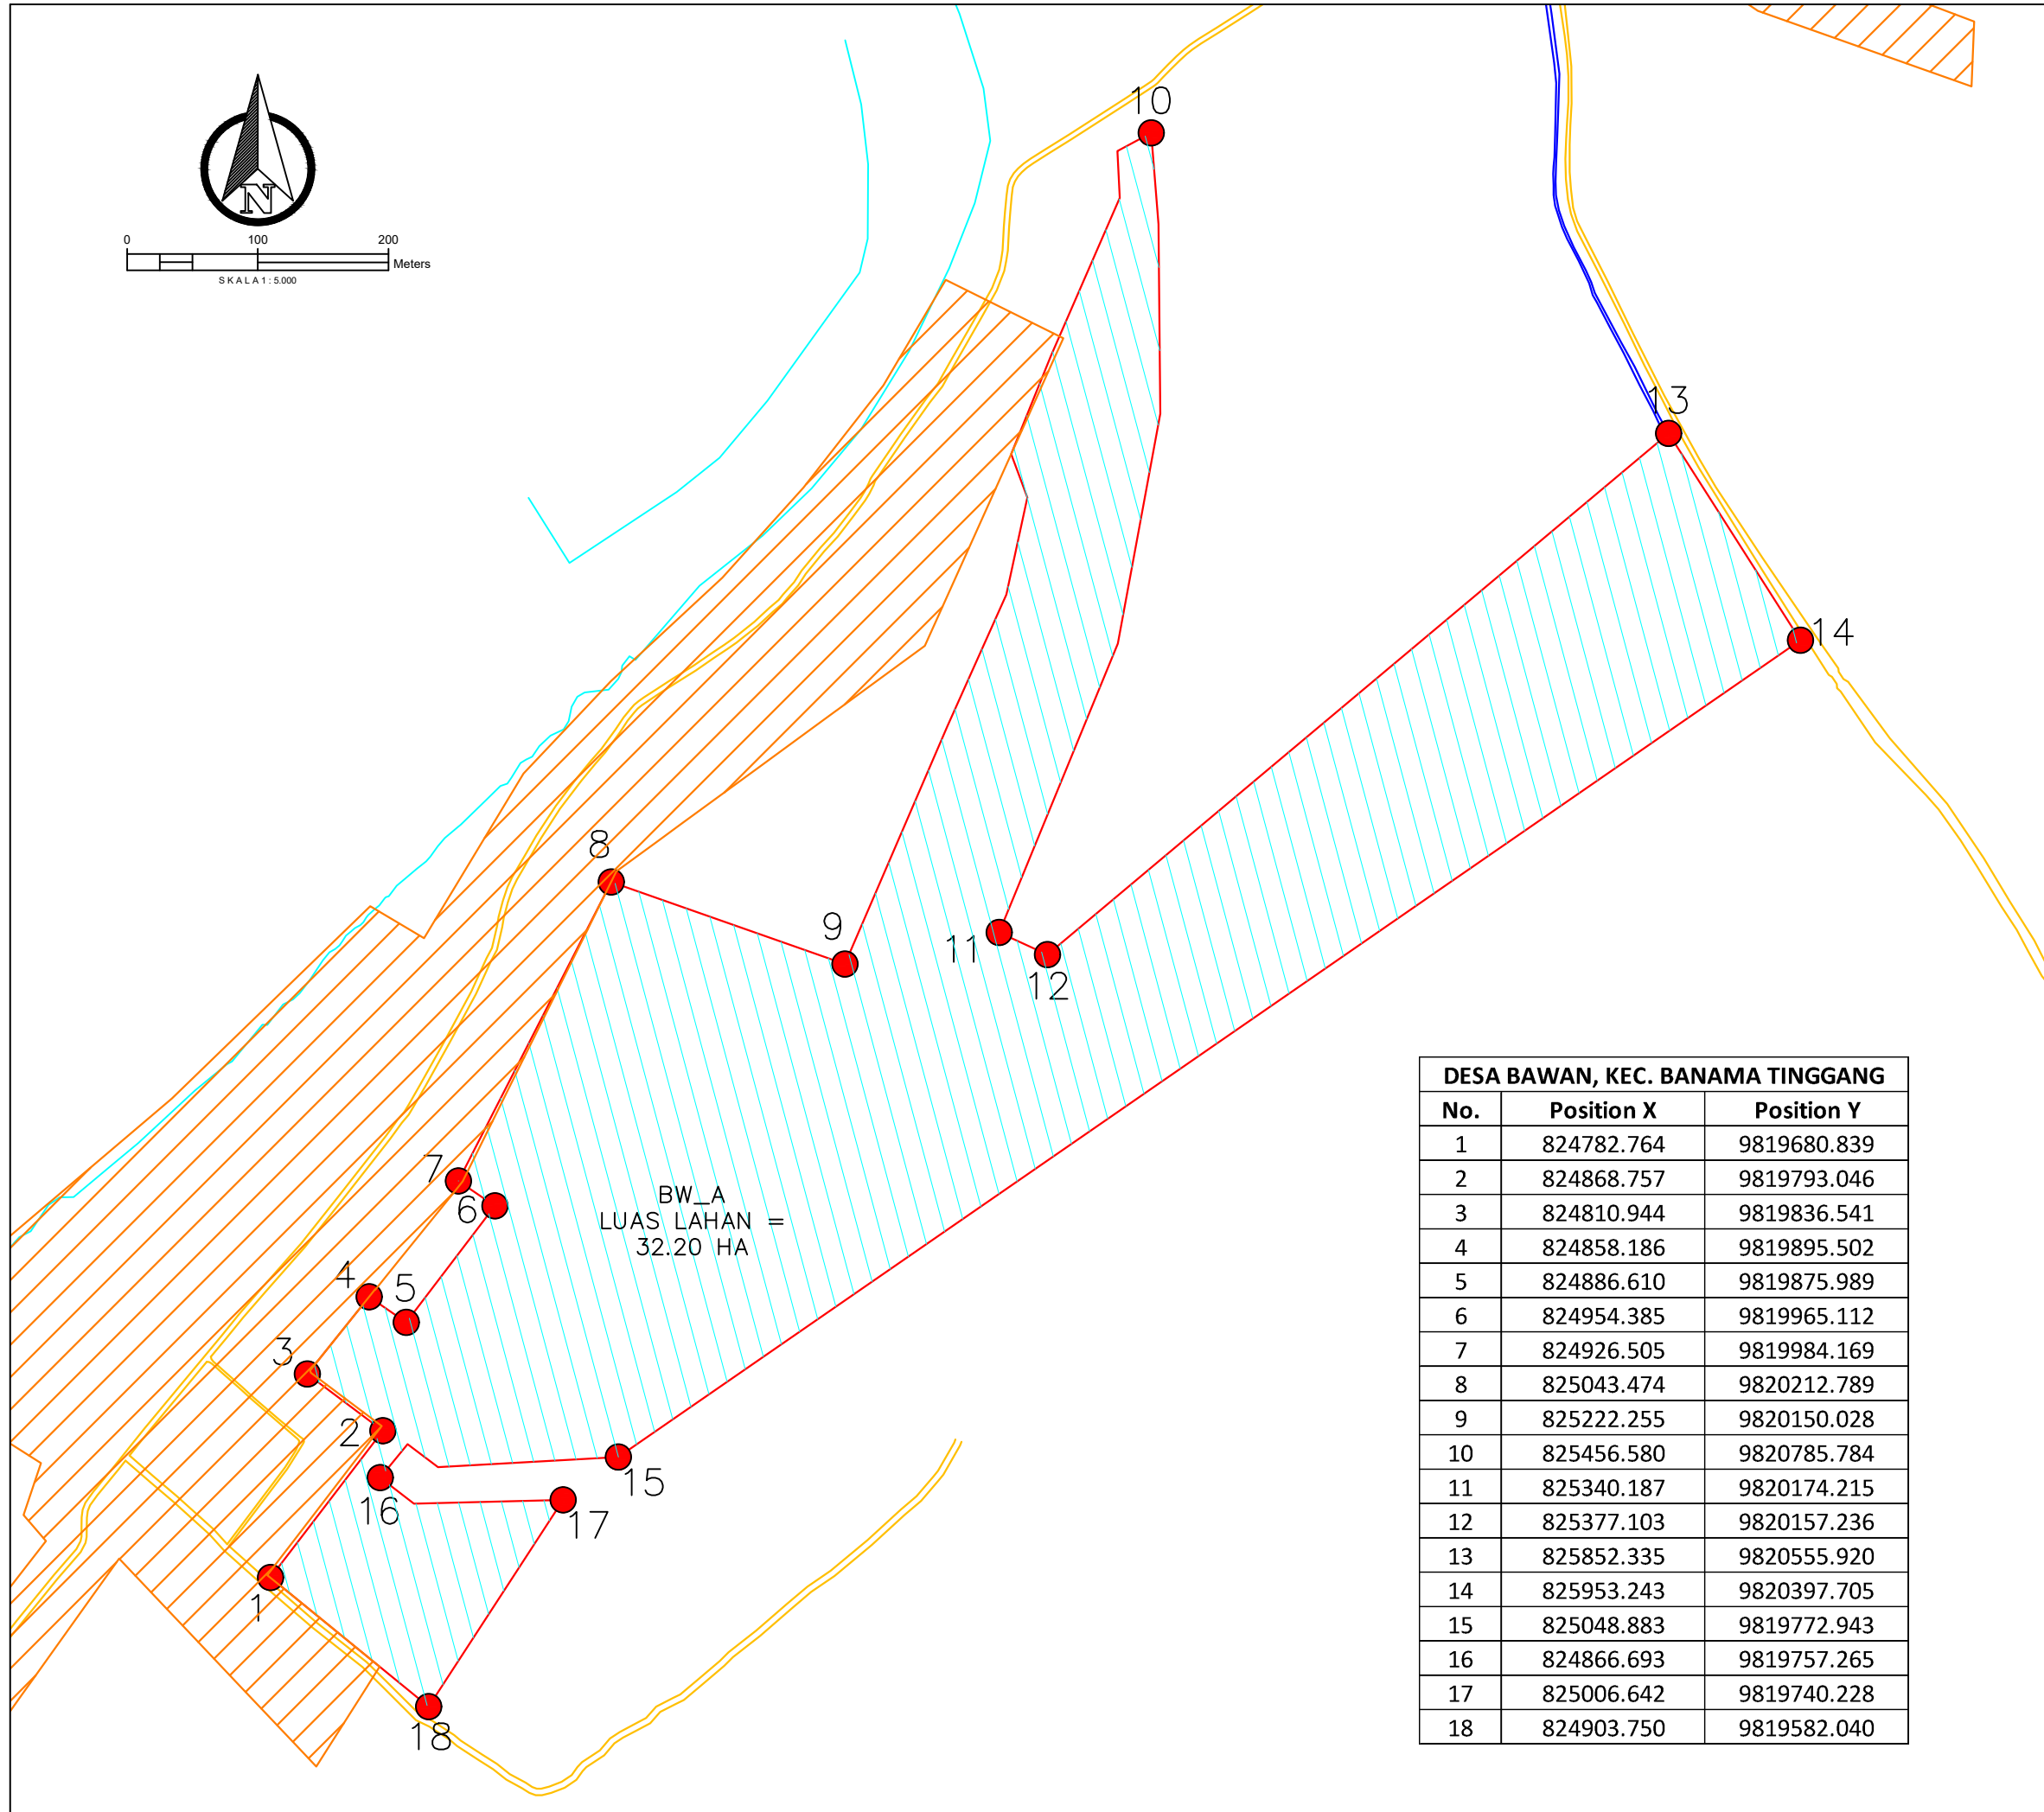 N
0 100 200
Meters
S K A L A 1 : 5.000
10
13
14
8
9
11
12
7
6
BW_A
LUAS LAHAN =
32.20 HA
4
5
3
2
15
16
17
1
18
DESA BAWAN, KEC. BANAMA TINGGANG
No. Position X Position Y
1 824782.764 9819680.839
2 824868.757 9819793.046
3 824810.944 9819836.541
4 824858.186 9819895.502
5 824886.610 9819875.989
6 824954.385 9819965.112
7 824926.505 9819984.169
8 825043.474 9820212.789
9 825222.255 9820150.028
10 825456.580 9820785.784
11 825340.187 9820174.215
12 825377.103 9820157.236
13 825852.335 9820555.920
14 825953.243 9820397.705
15 825048.883 9819772.943
16 824866.693 9819757.265
17 825006.642 9819740.228
18 824903.750 9819582.040